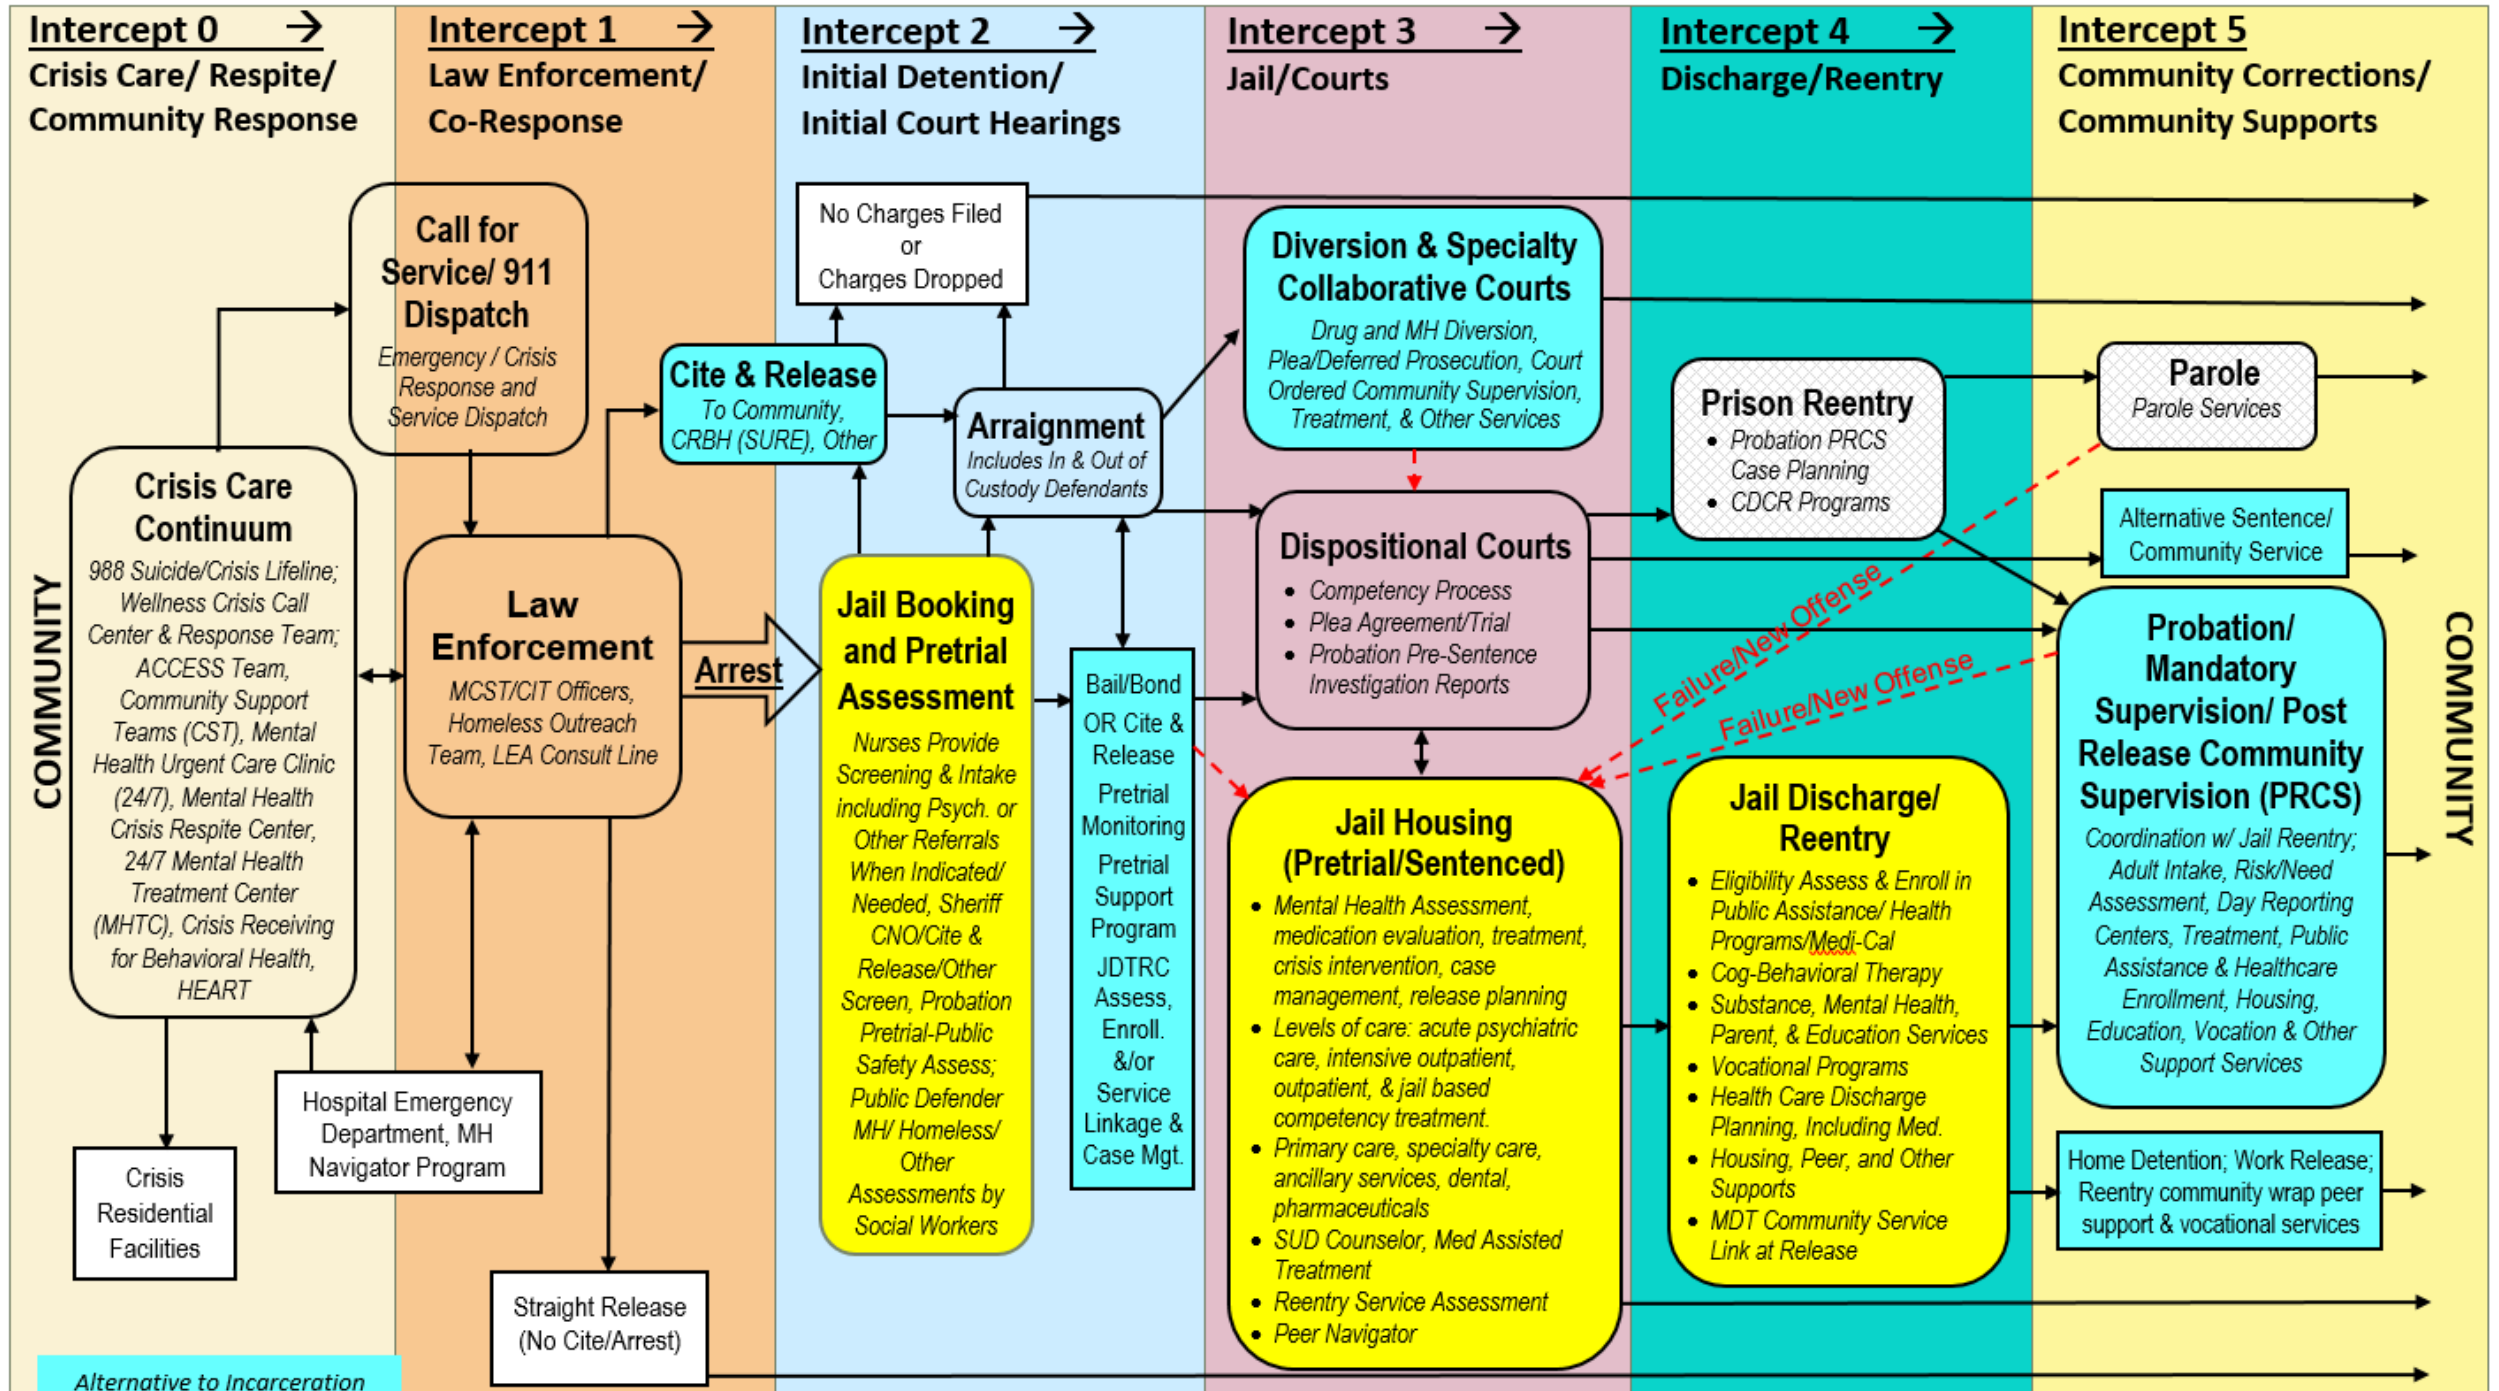 Intercept 0 →
Crisis Care/ Respite/
Community Response
Intercept 1 →
Law Enforcement/
Co-Response
Intercept 2 →
Initial Detention/
Initial Court Hearings
Intercept 3 →
Jail/Courts
Intercept 4 →
Discharge/Reentry
Intercept 5
Community Corrections/
Community Supports
COMMUNITY
Call for
Service/ 911
Dispatch
Emergency / Crisis
Response and
Service Dispatch
Crisis Care
Continuum
988 Suicide/Crisis Lifeline;
Wellness Crisis Call
Center & Response Team;
ACCESS Team,
Community Support
Teams (CST), Mental
Health Urgent Care Clinic
(24/7), Mental Health
Crisis Respite Center,
24/7 Mental Health
Treatment Center
(MHTC), Crisis Receiving
for Behavioral Health,
HEART
Crisis
Residential
Facilities
Hospital Emergency
Department, MH
Navigator Program
Alternative to Incarceration
Law
Enforcement
MCST/CIT Officers,
Homeless Outreach
Team, LEA Consult Line
Arrest
Straight Release
(No Cite/Arrest)
Cite & Release
To Community,
CRBH (SURE), Other
No Charges Filed
or
Charges Dropped
Arraignment
Includes In & Out of
Custody Defendants
Jail Booking
and Pretrial
Assessment
Nurses Provide
Screening & Intake
including Psych. or
Other Referrals
When Indicated/
Needed, Sheriff
CNO/Cite &
Release/Other
Screen, Probation
Pretrial-Public
Safety Assess;
Public Defender
MH/ Homeless/
Other
Assessments by
Social Workers
Bail/Bond
OR Cite &
Release
Pretrial
Monitoring
Pretrial
Support
Program
JDTRC
Assess,
Enroll.
&/or
Service
Linkage &
Case Mgt.
Diversion & Specialty
Collaborative Courts
Drug and MH Diversion,
Plea/Deferred Prosecution, Court
Ordered Community Supervision,
Treatment, & Other Services
Dispositional Courts
• Competency Process
• Plea Agreement/Trial
• Probation Pre-Sentence
Investigation Reports
Jail Housing
(Pretrial/Sentenced)
• Mental Health Assessment,
medication evaluation, treatment,
crisis intervention, case
management, release planning
• Levels of care: acute psychiatric
care, intensive outpatient,
outpatient, & jail based
competency treatment.
• Primary care, specialty care,
ancillary services, dental,
pharmaceuticals
• SUD Counselor, Med Assisted
Treatment
• Reentry Service Assessment
• Peer Navigator
Prison Reentry
• Probation PRCS
Case Planning
• CDCR Programs
Failure/New Offense
Failure/New Offense
Jail Discharge/
Reentry
• Eligibility Assess & Enroll in
Public Assistance/ Health
Programs/Medi-Cal
• Cog-Behavioral Therapy
• Substance, Mental Health,
Parent, & Education Services
• Vocational Programs
• Health Care Discharge
Planning, Including Med.
• Housing, Peer, and Other
Supports
• MDT Community Service
Link at Release
Parole
Parole Services
Alternative Sentence/
Community Service
Probation/
Mandatory
Supervision/ Post
Release Community
Supervision (PRCS)
Coordination w/ Jail Reentry;
Adult Intake, Risk/Need
Assessment, Day Reporting
Centers, Treatment, Public
Assistance & Healthcare
Enrollment, Housing,
Education, Vocation & Other
Support Services
Home Detention; Work Release;
Reentry community wrap peer
support & vocational services
COMMUNITY